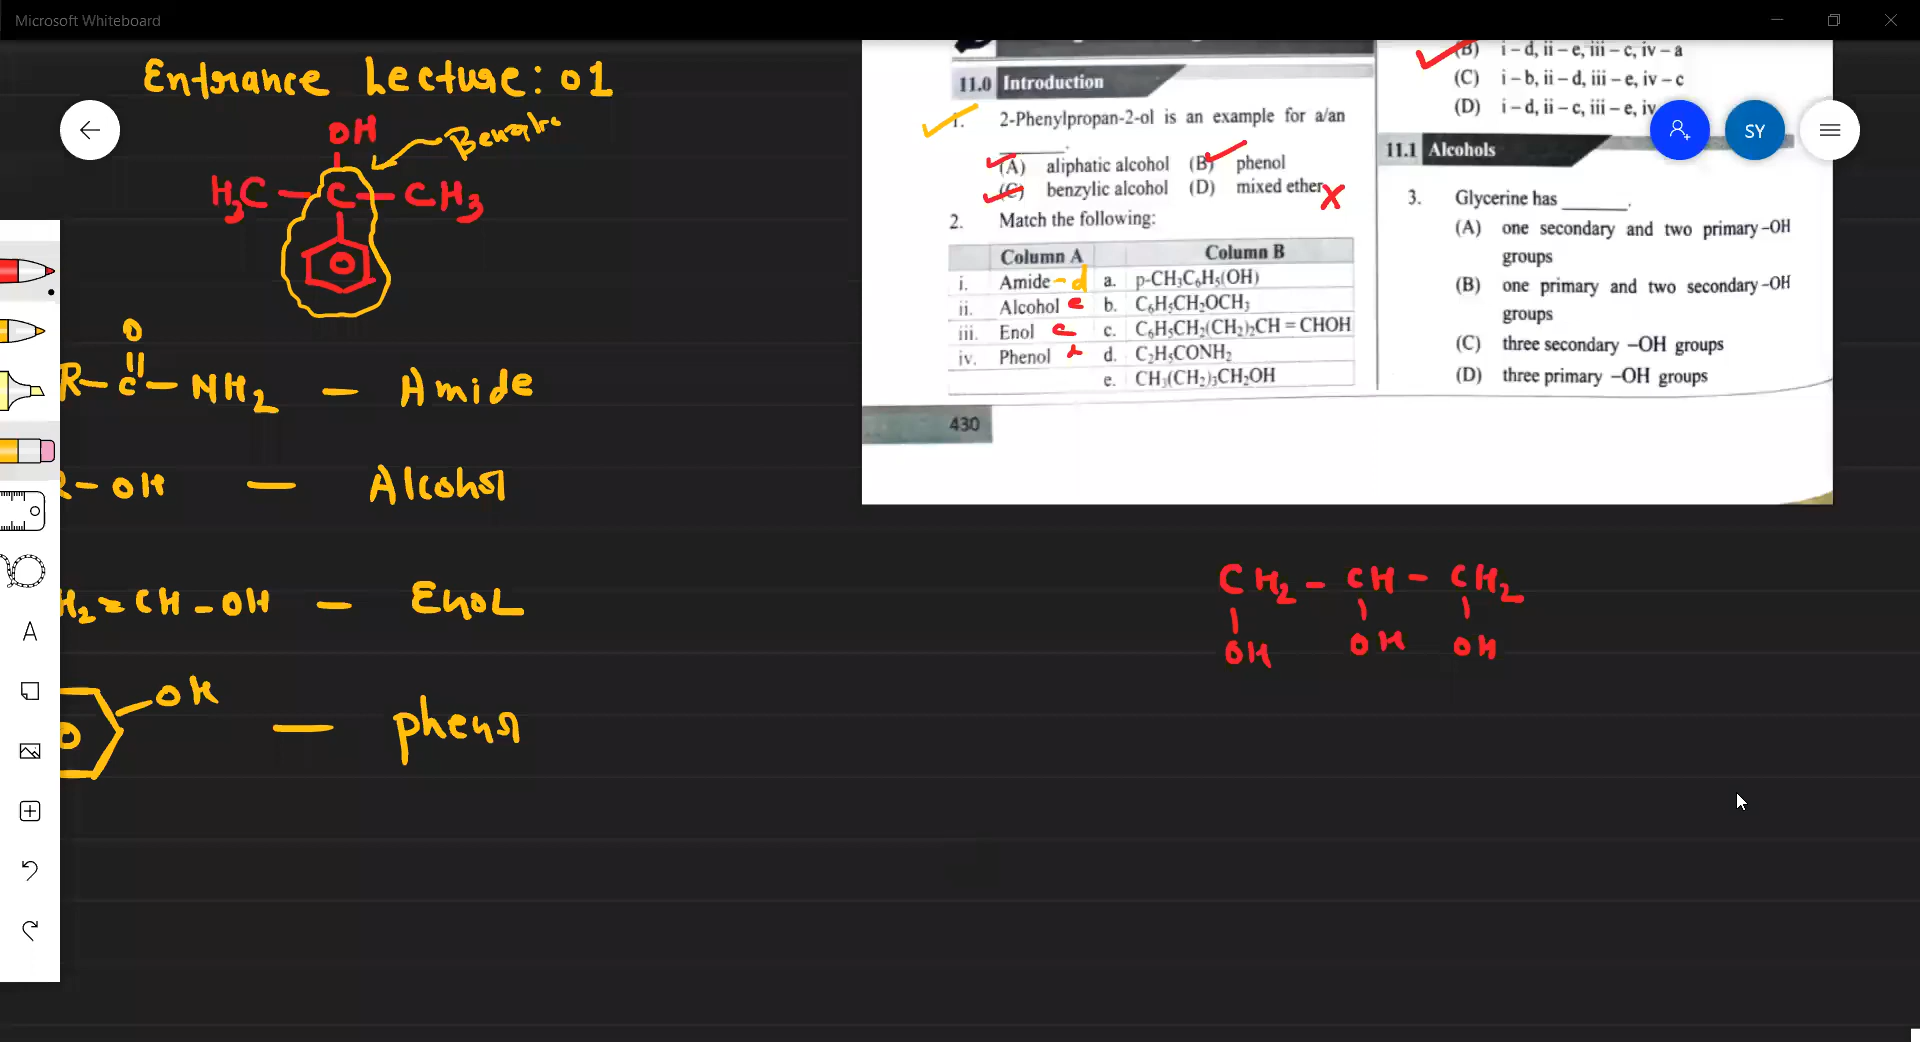 Microsoft Whiteboard
Entrance Lecture: 01
OH
H₃C – C – CH₃
O
R – C – NH₂ – Amide
R – OH – Alcohol
H₂ = CH – OH – Enol
OH
– phenol
11.0 Introduction
1. 2-Phenylpropan-2-ol is an example for a/an ______.
(A) aliphatic alcohol (B) phenol
(C) benzylic alcohol (D) mixed ether
2. Match the following:
Column A Column B
i. Amide – d a. p-CH₃C₆H₅(OH)
ii. Alcohol e b. C₆H₅CH₂OCH₃
iii. Enol c. C₆H₅CH₂(CH₂)₂CH = CHOH
iv. Phenol d. C₂H₅CONH₂
e. CH₃(CH₂)₃CH₂OH
430
(B) i – d, ii – e, iii – c, iv – a
(C) i – b, ii – d, iii – e, iv – c
(D) i – d, ii – c, iii – e, iv
SY
11.1 Alcohols
3. Glycerine has ______.
(A) one secondary and two primary –OH
groups
(B) one primary and two secondary –OH
groups
(C) three secondary –OH groups
(D) three primary –OH groups
CH₂ – CH – CH₂
OH OH OH
A